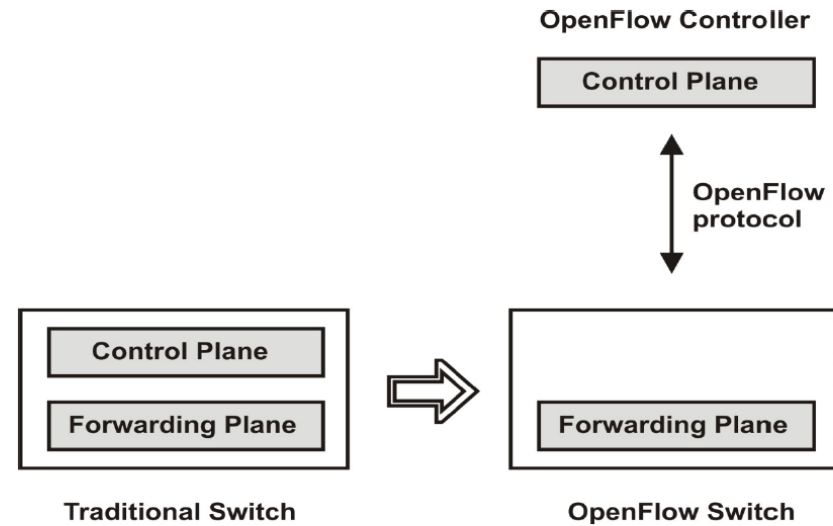 OpenFlow Controller
Control Plane
OpenFlow
protocol
Control Plane
Forwarding Plane
Traditional Switch
Forwarding Plane
OpenFlow Switch